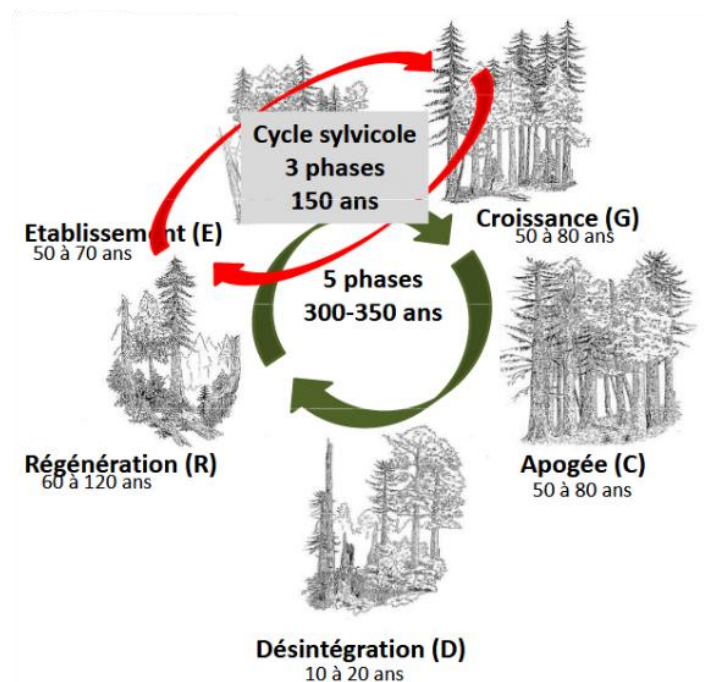 Cycle sylvicole
3 phases
150 ans
Etablissement (E)
50 à 70 ans
Croissance (G)
50 à 80 ans
5 phases
300-350 ans
Régénération (R)
60 à 120 ans
Apogée (C)
50 à 80 ans
Désintégration (D)
10 à 20 ans